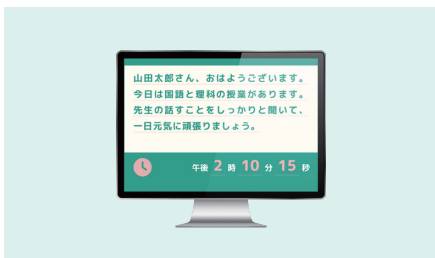 山田太郎さん、おはようございます。
今日は国語と理科の授業があります。
先生の話すことをしっかりと聞いて、
一日元気に頑張りましょう。
午後 2 時 10 分 15 秒